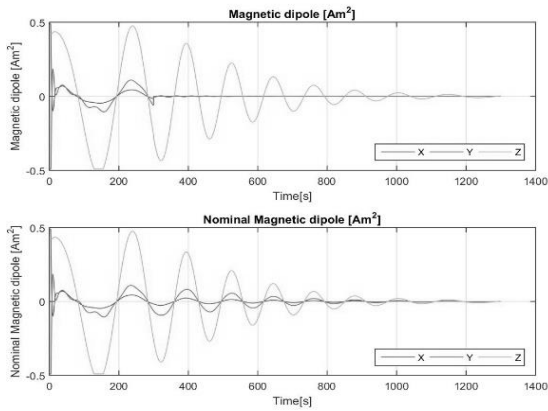 Magnetic dipole [Am²]
Magnetic dipole [Am²]
0.5
0
-0.5
X Y Z
0 200 400 600 800 1000 1200 1400
Time[s]
Nominal Magnetic dipole [Am²]
Nominal Magnetic dipole [Am²]
0.5
0
-0.5
X Y Z
0 200 400 600 800 1000 1200 1400
Time[s]